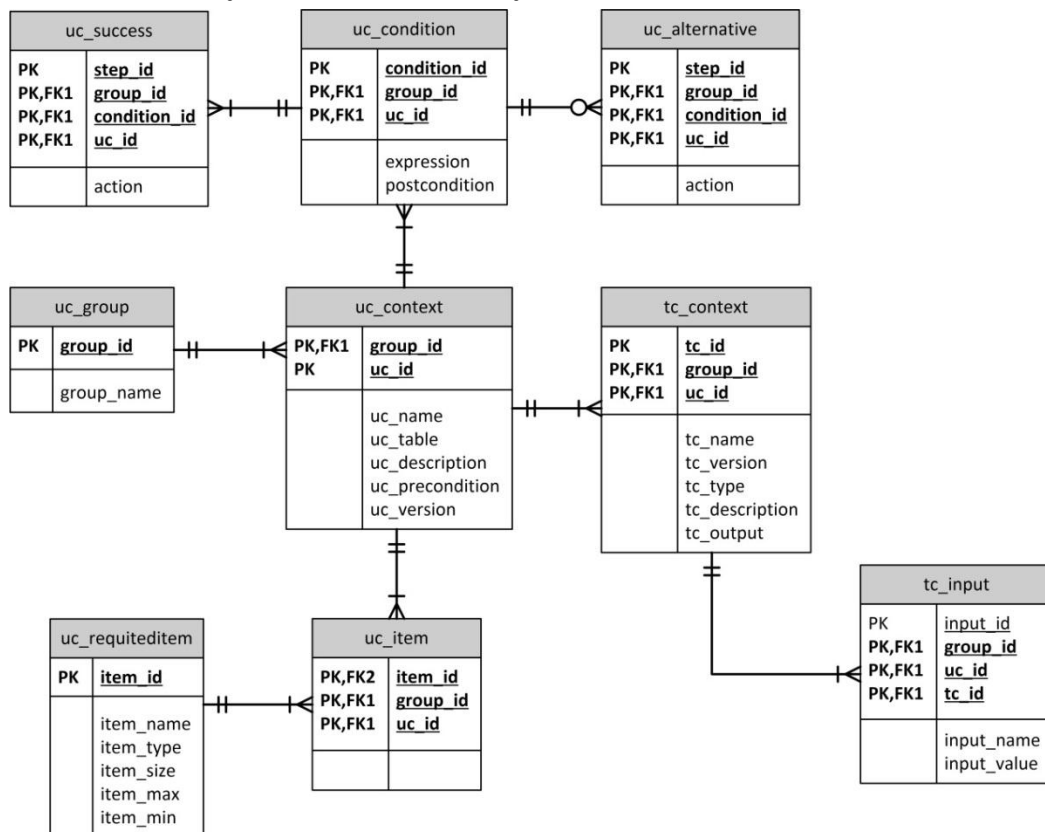 uc_success
PK step_id
PK,FK1 group_id
PK,FK1 condition_id
PK,FK1 uc_id
action
uc_condition
PK condition_id
PK,FK1 group_id
PK,FK1 uc_id
expression
postcondition
uc_alternative
PK step_id
PK,FK1 group_id
PK,FK1 condition_id
PK,FK1 uc_id
action
uc_group
PK group_id
group_name
uc_context
PK,FK1 group_id
PK uc_id
uc_name
uc_table
uc_description
uc_precondition
uc_version
tc_context
PK tc_id
PK,FK1 group_id
PK,FK1 uc_id
tc_name
tc_version
tc_type
tc_description
tc_output
uc_requiteditem
PK item_id
item_name
item_type
item_size
item_max
item_min
uc_item
PK,FK2 item_id
PK,FK1 group_id
PK,FK1 uc_id
tc_input
PK input_id
PK,FK1 group_id
PK,FK1 uc_id
PK,FK1 tc_id
input_name
input_value